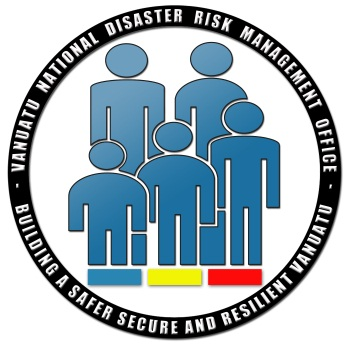 - VANUATU NATIONAL DISASTER RISK MANAGEMENT OFFICE -
BUILDING A SAFER SECURE AND RESILIENT VANUATU